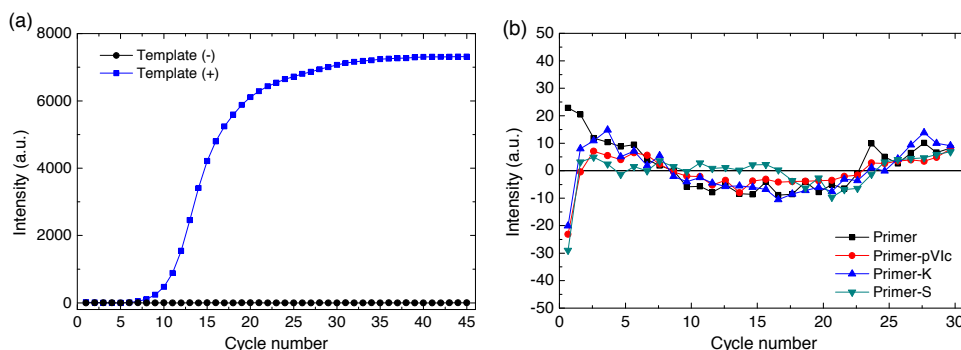 (a)
8000
6000
4000
2000
0
Intensity (a.u.)
Template (-)
Template (+)
0 5 10 15 20 25 30 35 40 45
Cycle number
(b)
50
40
30
20
10
0
-10
-20
-30
-40
-50
Intensity (a.u.)
Primer
Primer-pVIc
Primer-K
Primer-S
0 5 10 15 20 25 30
Cycle number